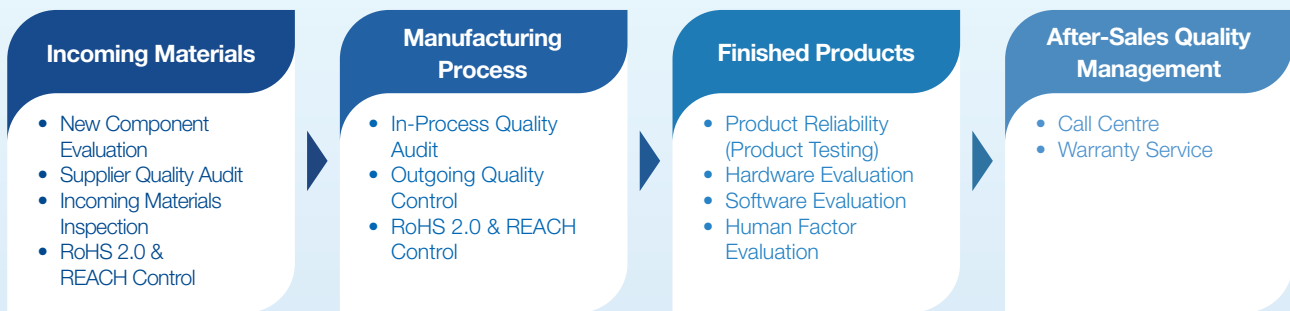 Incoming Materials
• New Component
Evaluation
• Supplier Quality Audit
• Incoming Materials
Inspection
• RoHS 2.0 &
REACH Control
Manufacturing
Process
• In-Process Quality
Audit
• Outgoing Quality
Control
• RoHS 2.0 & REACH
Control
Finished Products
• Product Reliability
(Product Testing)
• Hardware Evaluation
• Software Evaluation
• Human Factor
Evaluation
After-Sales Quality
Management
• Call Centre
• Warranty Service